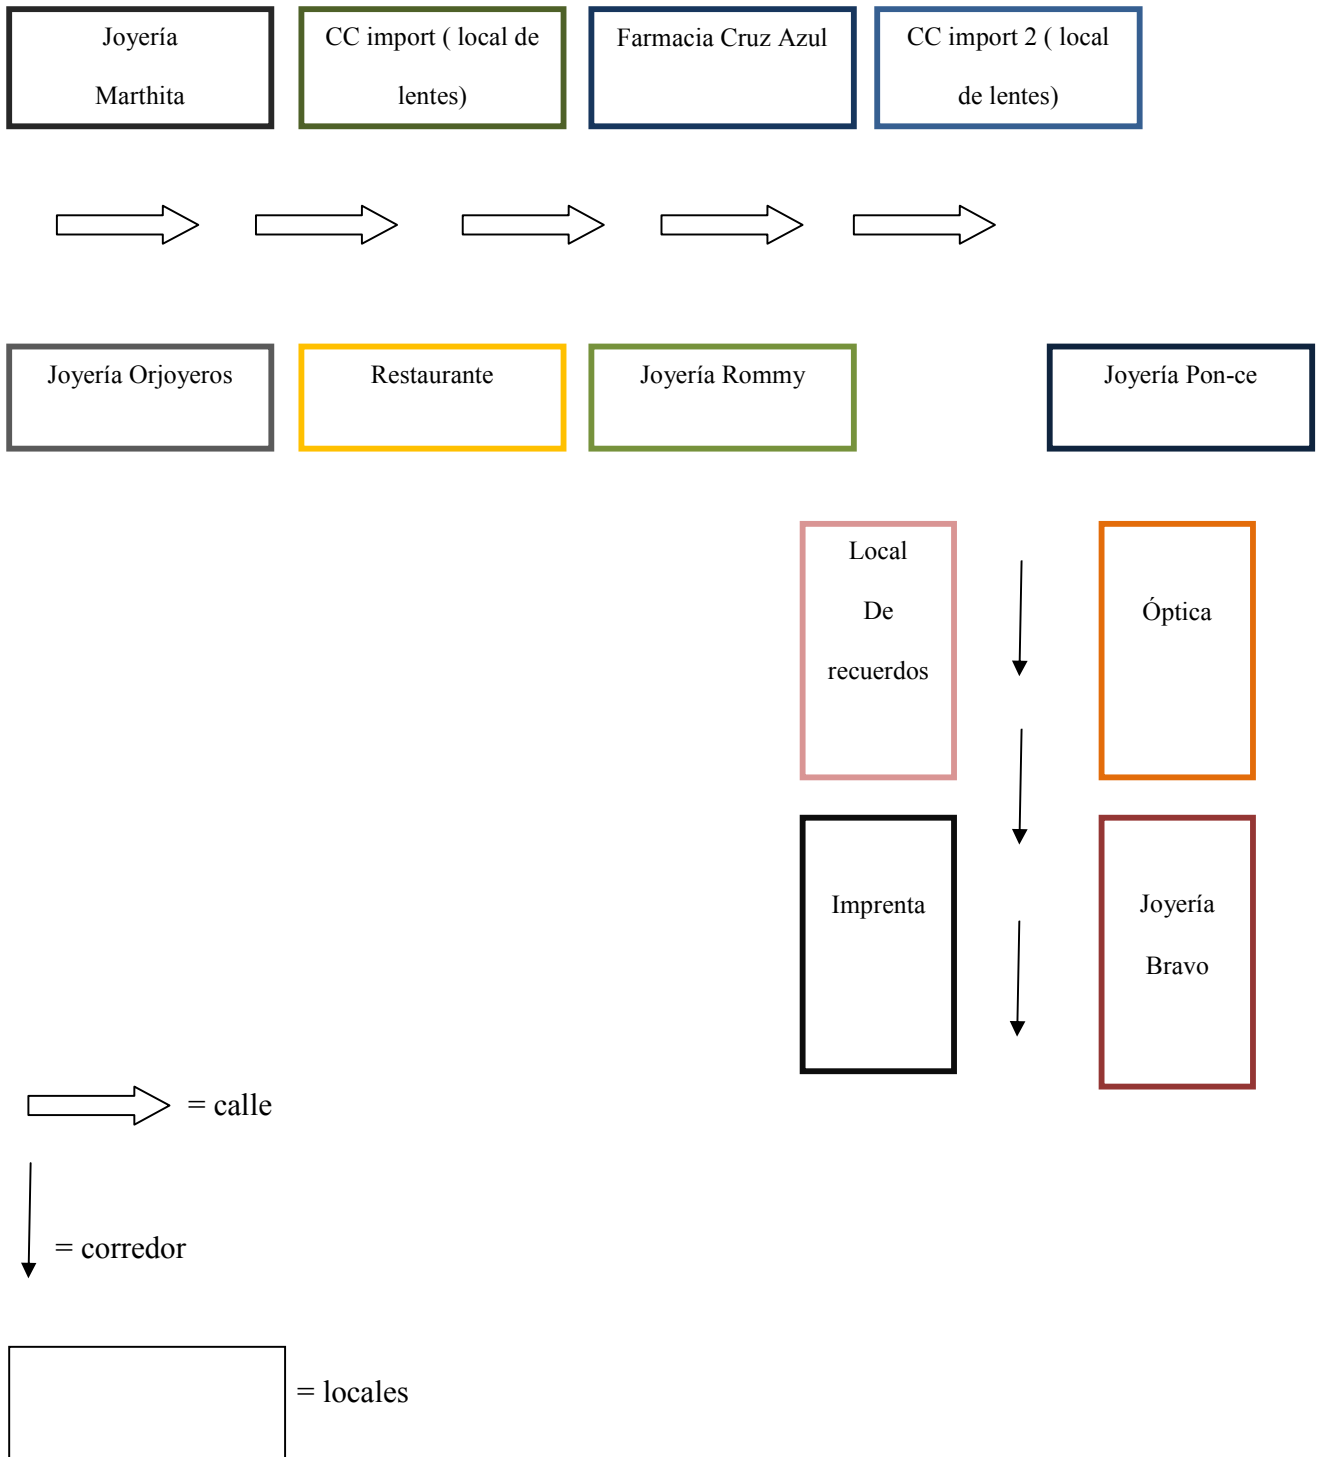 Joyería
Marthita
CC import ( local de
lentes)
Farmacia Cruz Azul
CC import 2 ( local
de lentes)
Joyería Orjoyeros
Restaurante
Joyería Rommy
Joyería Pon-ce
Local
De
recuerdos
Óptica
Imprenta
Joyería
Bravo
= calle
= corredor
= locales